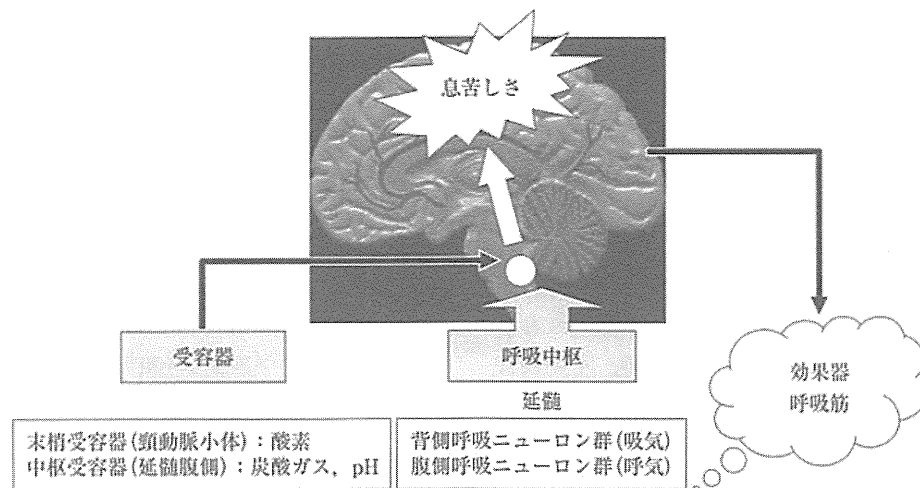 息苦しさ
受容器
呼吸中枢
延髄
効果器
呼吸筋
末梢受容器(頸動脈小体):酸素
中枢受容器(延髄腹側):炭酸ガス,pH
背側呼吸ニューロン群(吸気)
腹側呼吸ニューロン群(呼気)